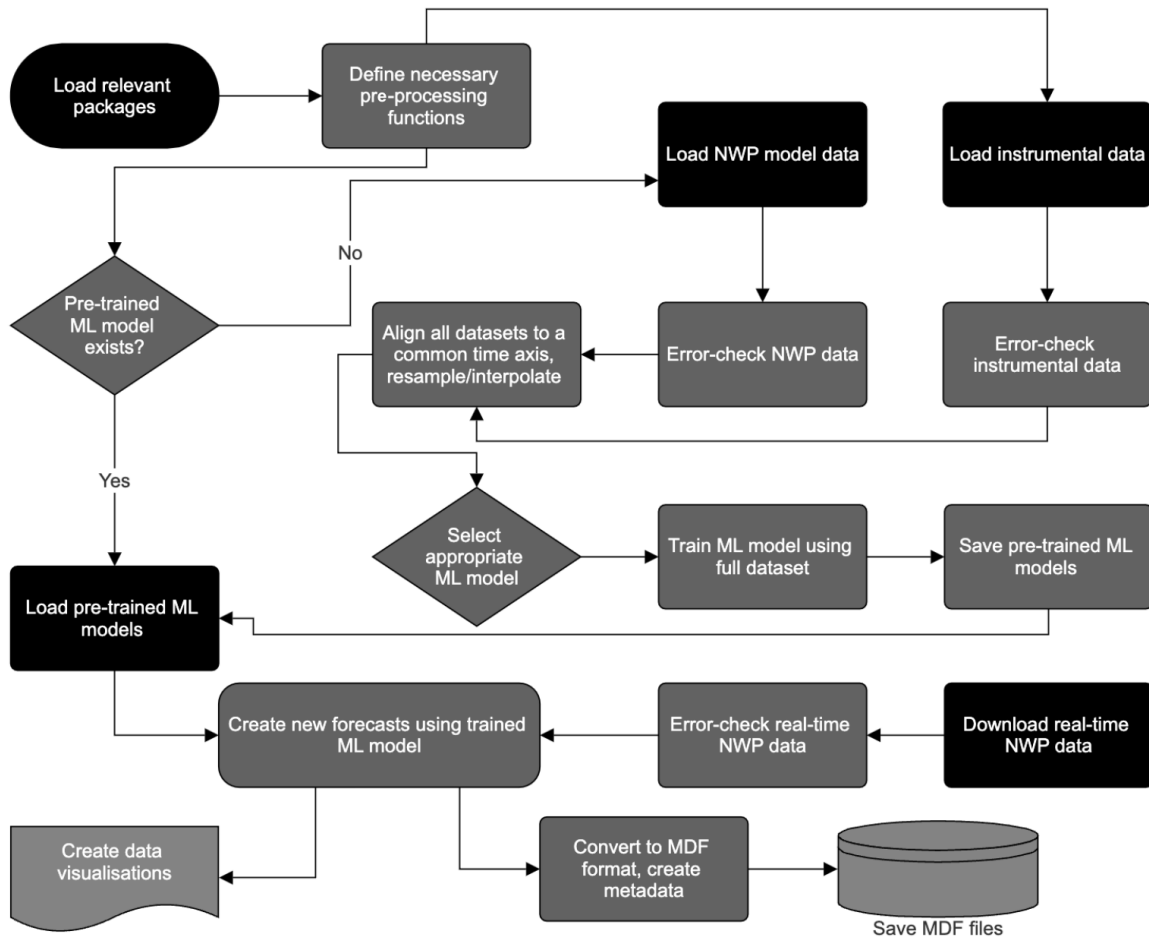 Load relevant
packages
Define necessary
pre-processing
functions
Load NWP model data
Load instrumental data
No
Pre-trained
ML model
exists?
Align all datasets to a
common time axis,
resample/interpolate
Error-check NWP data
Error-check
instrumental data
Yes
Select
appropriate
ML model
Train ML model using
full dataset
Save pre-trained ML
models
Load pre-trained ML
models
Create new forecasts using trained
ML model
Error-check real-time
NWP data
Download real-time
NWP data
Create data
visualisations
Convert to MDF
format, create
metadata
Save MDF files